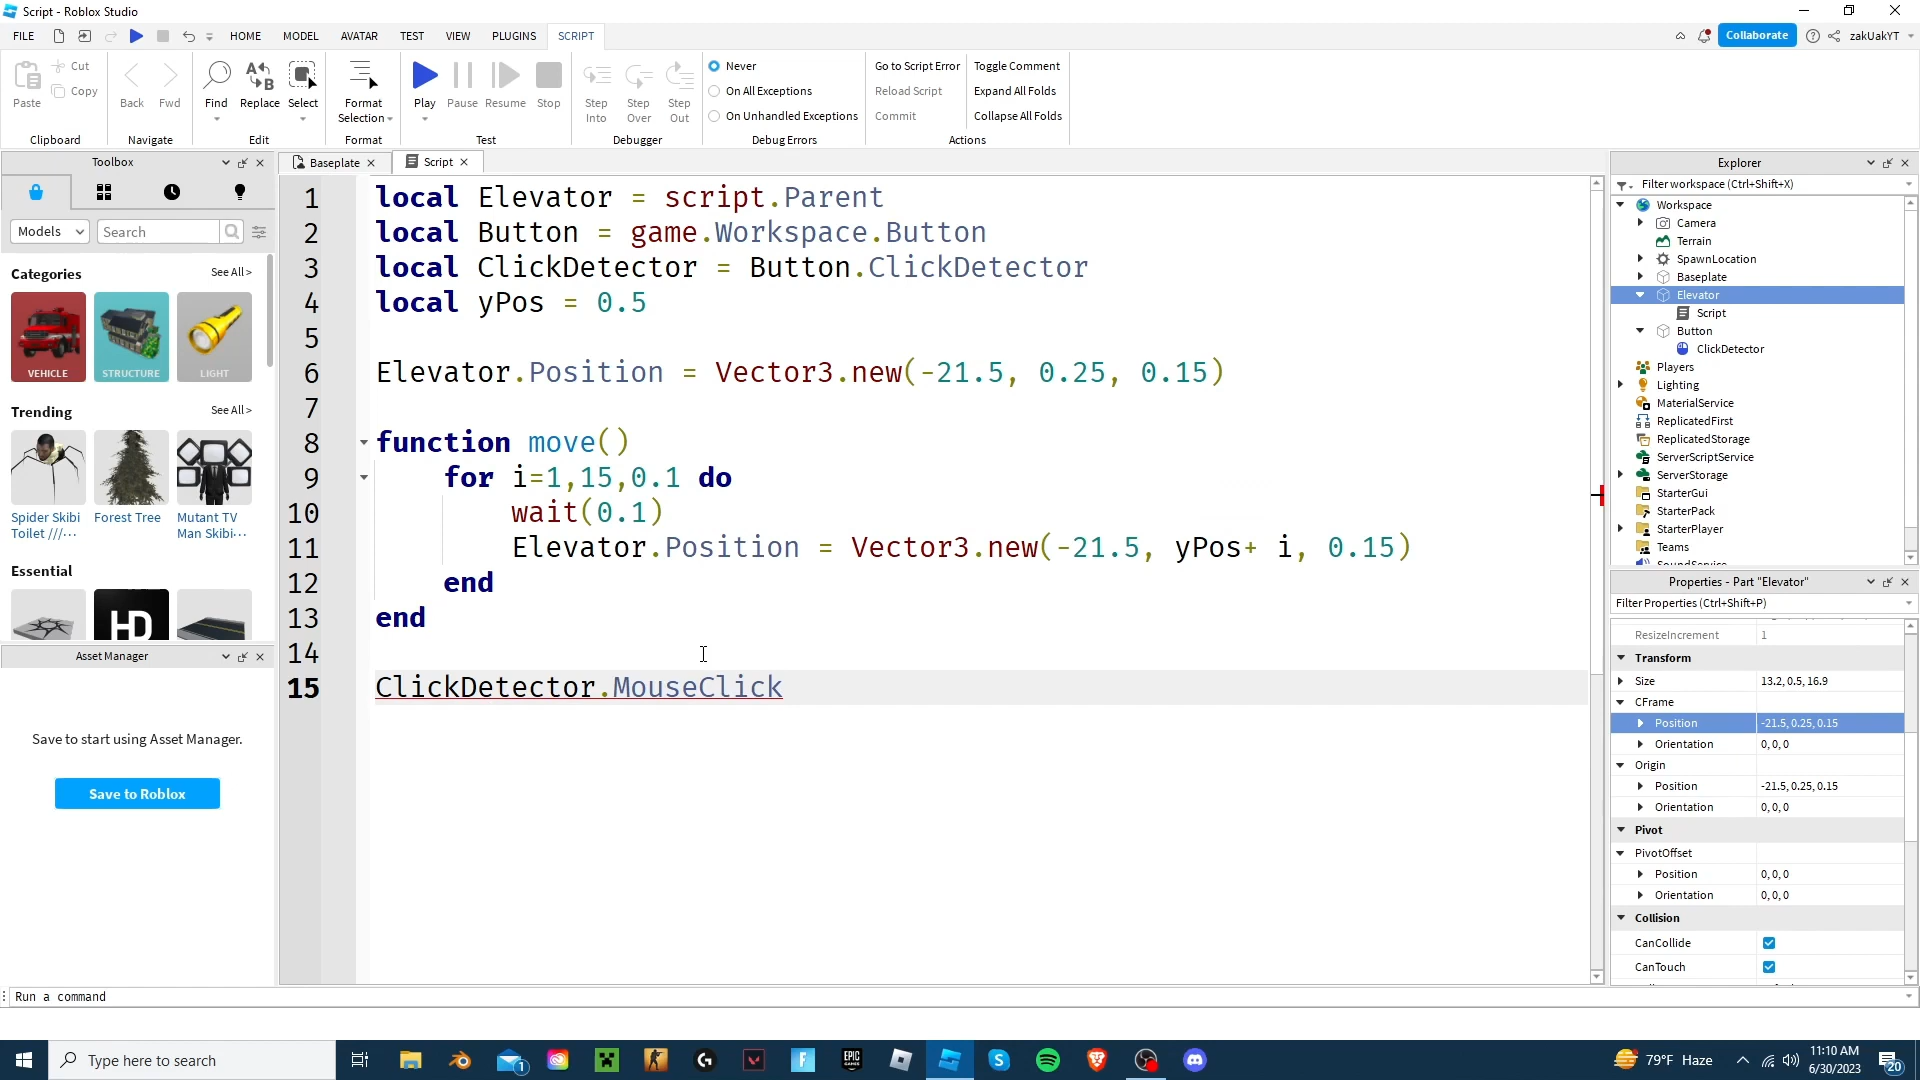 Script - Roblox Studio
FILE HOME MODEL AVATAR TEST VIEW PLUGINS SCRIPT Collaborate zakUakYT
Paste Cut Copy Back Fwd Find Replace Select Format Selection Play Pause Resume Stop Step Into Step Over Step Out
Never
On All Exceptions
On Unhandled Exceptions
Go to Script Error Toggle Comment
Reload Script Expand All Folds
Commit Collapse All Folds
Clipboard Navigate Edit Format Test Debugger Debug Errors Actions
Toolbox
Models Search
Categories See All >
VEHICLE STRUCTURE LIGHT
Trending See All >
Spider Skibi Toilet ///... Forest Tree Mutant TV Man Skibi...
Essential
HD
Asset Manager
Save to start using Asset Manager.
Save to Roblox
Baseplate Script
1 local Elevator = script.Parent
2 local Button = game.Workspace.Button
3 local ClickDetector = Button.ClickDetector
4 local yPos = 0.5
5
6 Elevator.Position = Vector3.new(-21.5, 0.25, 0.15)
7
8 function move()
9 for i=1,15,0.1 do
10 wait(0.1)
11 Elevator.Position = Vector3.new(-21.5, yPos+ i, 0.15)
12 end
13 end
14
15 ClickDetector.MouseClick
Explorer
Filter workspace (Ctrl+Shift+X)
Workspace
Camera
Terrain
SpawnLocation
Baseplate
Elevator
Script
Button
ClickDetector
Players
Lighting
MaterialService
ReplicatedFirst
ReplicatedStorage
ServerScriptService
ServerStorage
StarterGui
StarterPack
StarterPlayer
Teams
SoundService
Properties - Part "Elevator"
Filter Properties (Ctrl+Shift+P)
ResizeIncrement 1
Transform
Size 13.2, 0.5, 16.9
CFrame
Position -21.5, 0.25, 0.15
Orientation 0, 0, 0
Origin
Position -21.5, 0.25, 0.15
Orientation 0, 0, 0
Pivot
PivotOffset
Position 0, 0, 0
Orientation 0, 0, 0
Collision
CanCollide
CanTouch
Run a command
Type here to search
1
EPIC GAMES
79°F Haze
11:10 AM
6/30/2023
20